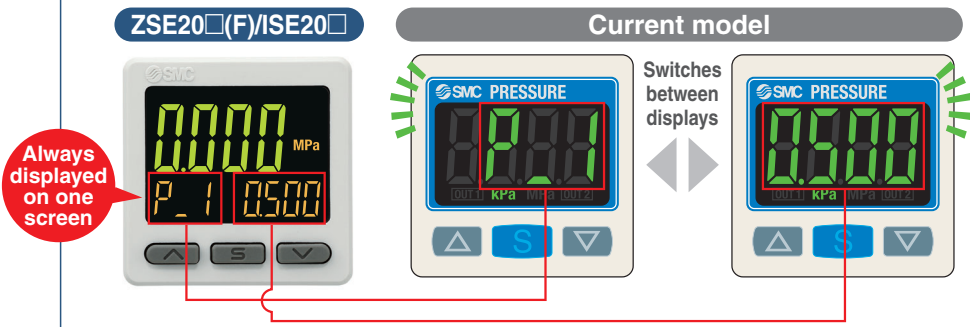 ZSE20□(F)/ISE20□
Current model
Always
displayed
on one
screen
SMC
0.000
MPa
P_1 0.500
S
Switches
between
displays
SMC PRESSURE
P_1
OUT1 kPa MPa OUT2
S
SMC PRESSURE
0.500
OUT1 kPa MPa OUT2
S